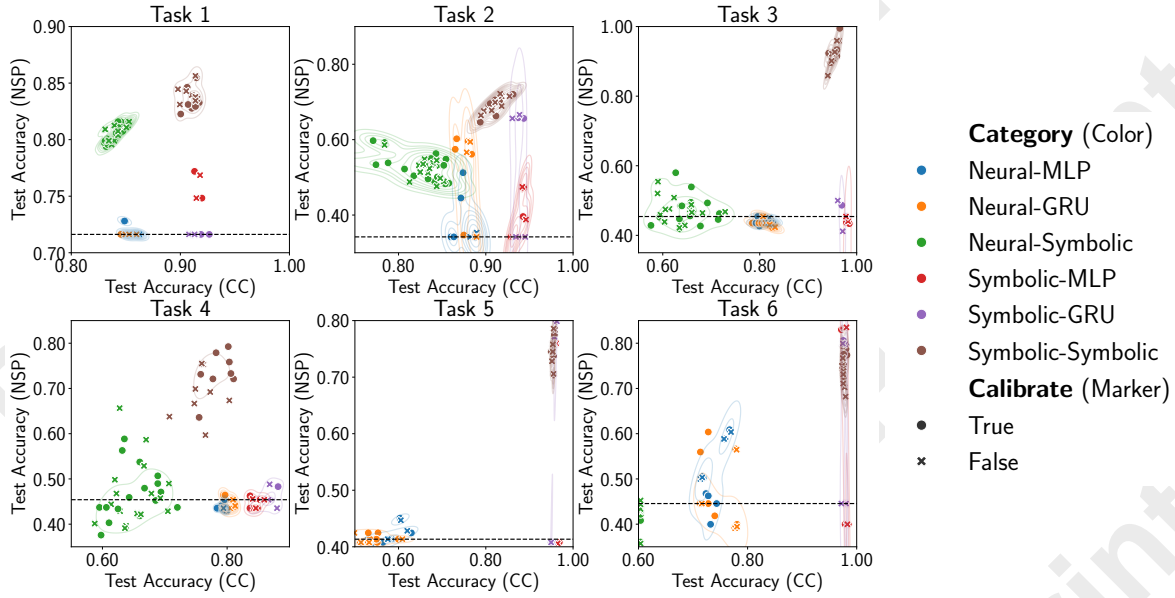 Task 1
Task 2
Task 3
Test Accuracy (NSP)
0.90
0.85
0.80
0.75
0.70
0.80
0.90
1.00
Test Accuracy (CC)
Test Accuracy (NSP)
0.80
0.60
0.40
0.80
0.90
1.00
Test Accuracy (CC)
Test Accuracy (NSP)
1.00
0.80
0.60
0.40
0.60
0.80
1.00
Test Accuracy (CC)
Task 4
Task 5
Task 6
Test Accuracy (NSP)
0.80
0.70
0.60
0.50
0.40
0.60
0.80
Test Accuracy (CC)
Test Accuracy (NSP)
0.80
0.70
0.60
0.50
0.40
0.60
0.80
1.00
Test Accuracy (CC)
Test Accuracy (NSP)
0.80
0.70
0.60
0.50
0.40
0.60
0.80
1.00
Test Accuracy (CC)
Category (Color)
Neural-MLP
Neural-GRU
Neural-Symbolic
Symbolic-MLP
Symbolic-GRU
Symbolic-Symbolic
Calibrate (Marker)
True
False